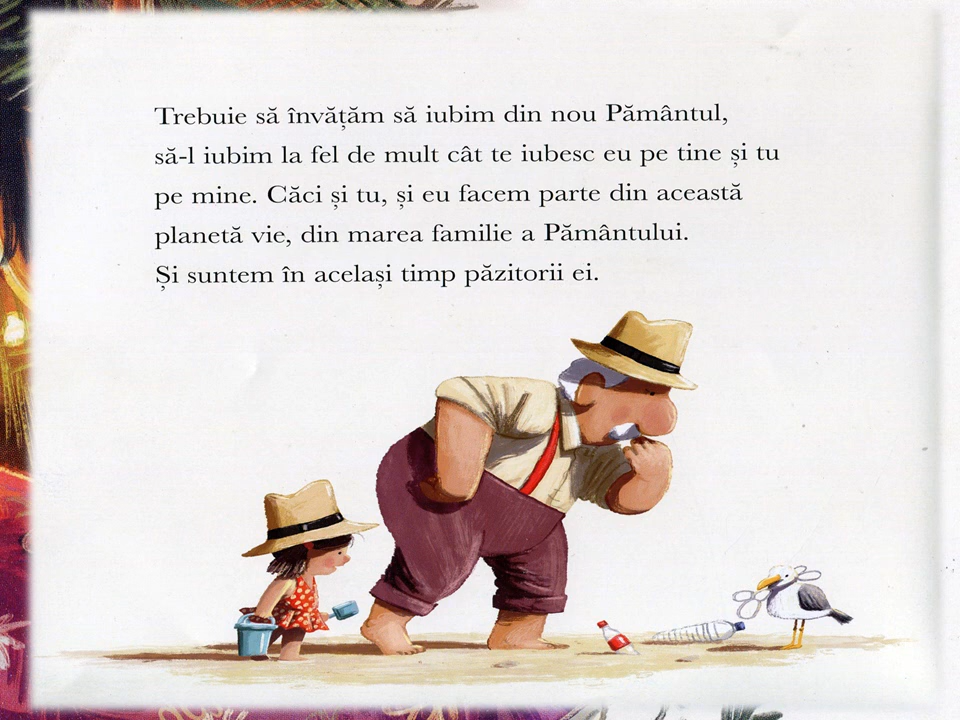 Trebuie să învățăm să iubim din nou Pământul,
să-l iubim la fel de mult cât te iubesc eu pe tine și tu
pe mine. Căci și tu, și eu facem parte din această
planetă vie, din marea familie a Pământului.
Și suntem în același timp păzitorii ei.